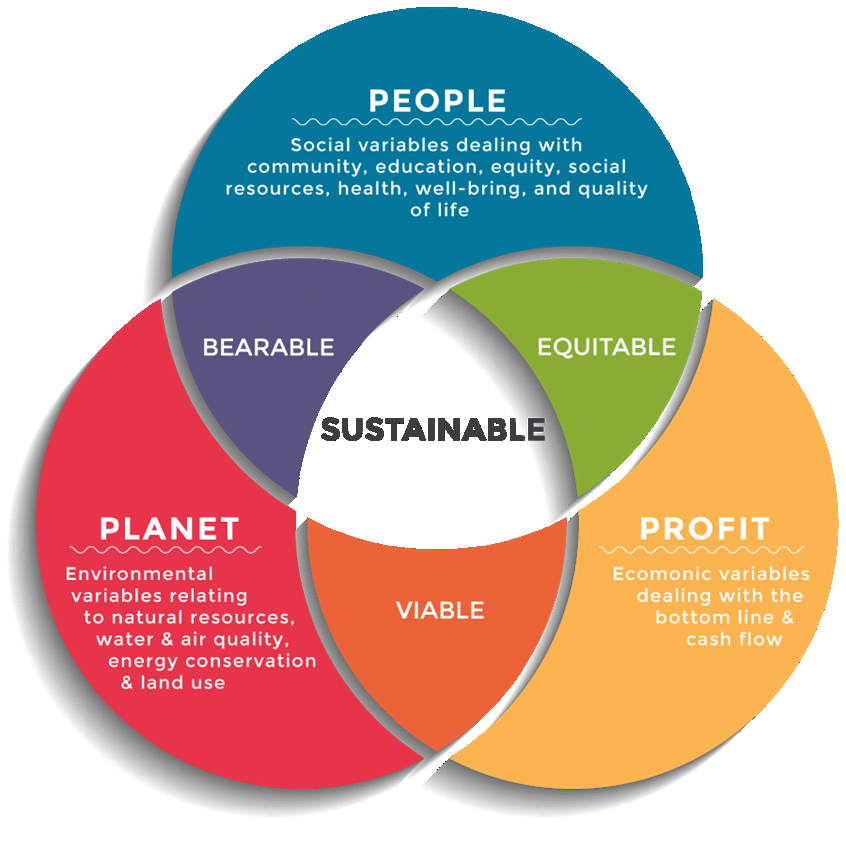 PEOPLE
Social variables dealing with
community, education, equity, social
resources, health, well-bring, and quality
of life
BEARABLE
EQUITABLE
SUSTAINABLE
PLANET
Environmental
variables relating
to natural resources,
water & air quality,
energy conservation
& land use
PROFIT
Ecomonic variables
dealing with the
bottom line &
cash flow
VIABLE